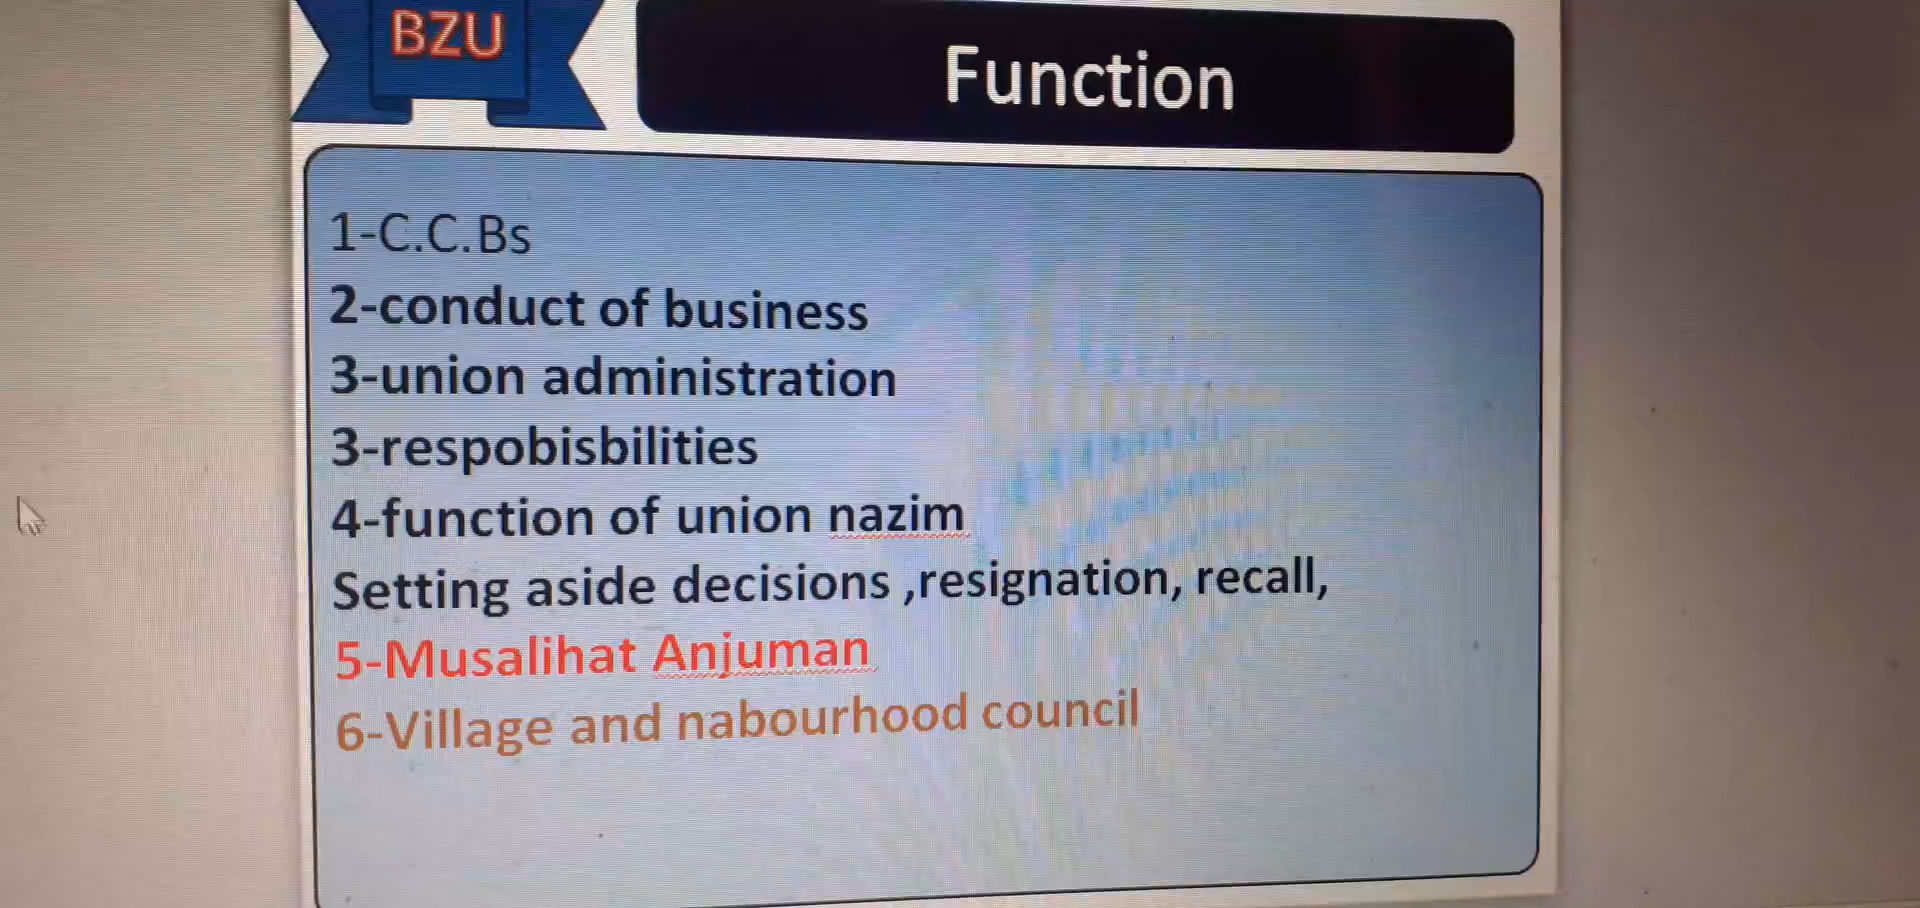 BZU
Function
1-C.C.Bs
2-conduct of business
3-union administration
3-respobisbilities
4-function of union nazim
Setting aside decisions ,resignation, recall,
5-Musalihat Anjuman
6-Village and nabourhood council